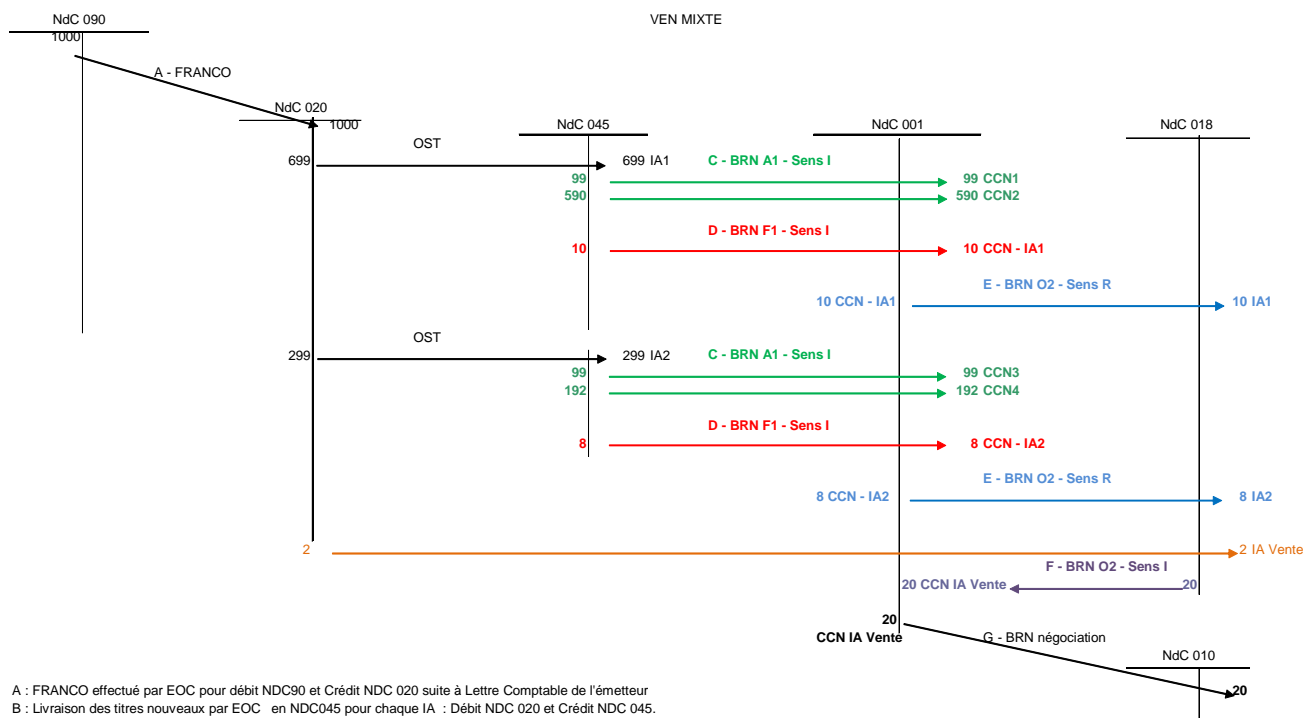 NdC 090
VEN MIXTE
1000
A - FRANCO
NdC 020
1000
NdC 045
NdC 001
NdC 018
OST
699
699 IA1
C - BRN A1 - Sens I
99
99 CCN1
590
590 CCN2
D - BRN F1 - Sens I
10
10 CCN - IA1
E - BRN O2 - Sens R
10 CCN - IA1
10 IA1
OST
299
299 IA2
C - BRN A1 - Sens I
99
99 CCN3
192
192 CCN4
D - BRN F1 - Sens I
8
8 CCN - IA2
E - BRN O2 - Sens R
8 CCN - IA2
8 IA2
2
2 IA Vente
F - BRN O2 - Sens I
20 CCN IA Vente
20
20
CCN IA Vente
G - BRN négociation
NdC 010
20
A : FRANCO effectué par EOC pour débit NDC90 et Crédit NDC 020 suite à Lettre Comptable de l'émetteur
B : Livraison des titres nouveaux par EOC en NDC045 pour chaque IA : Débit NDC 020 et Crédit NDC 045.